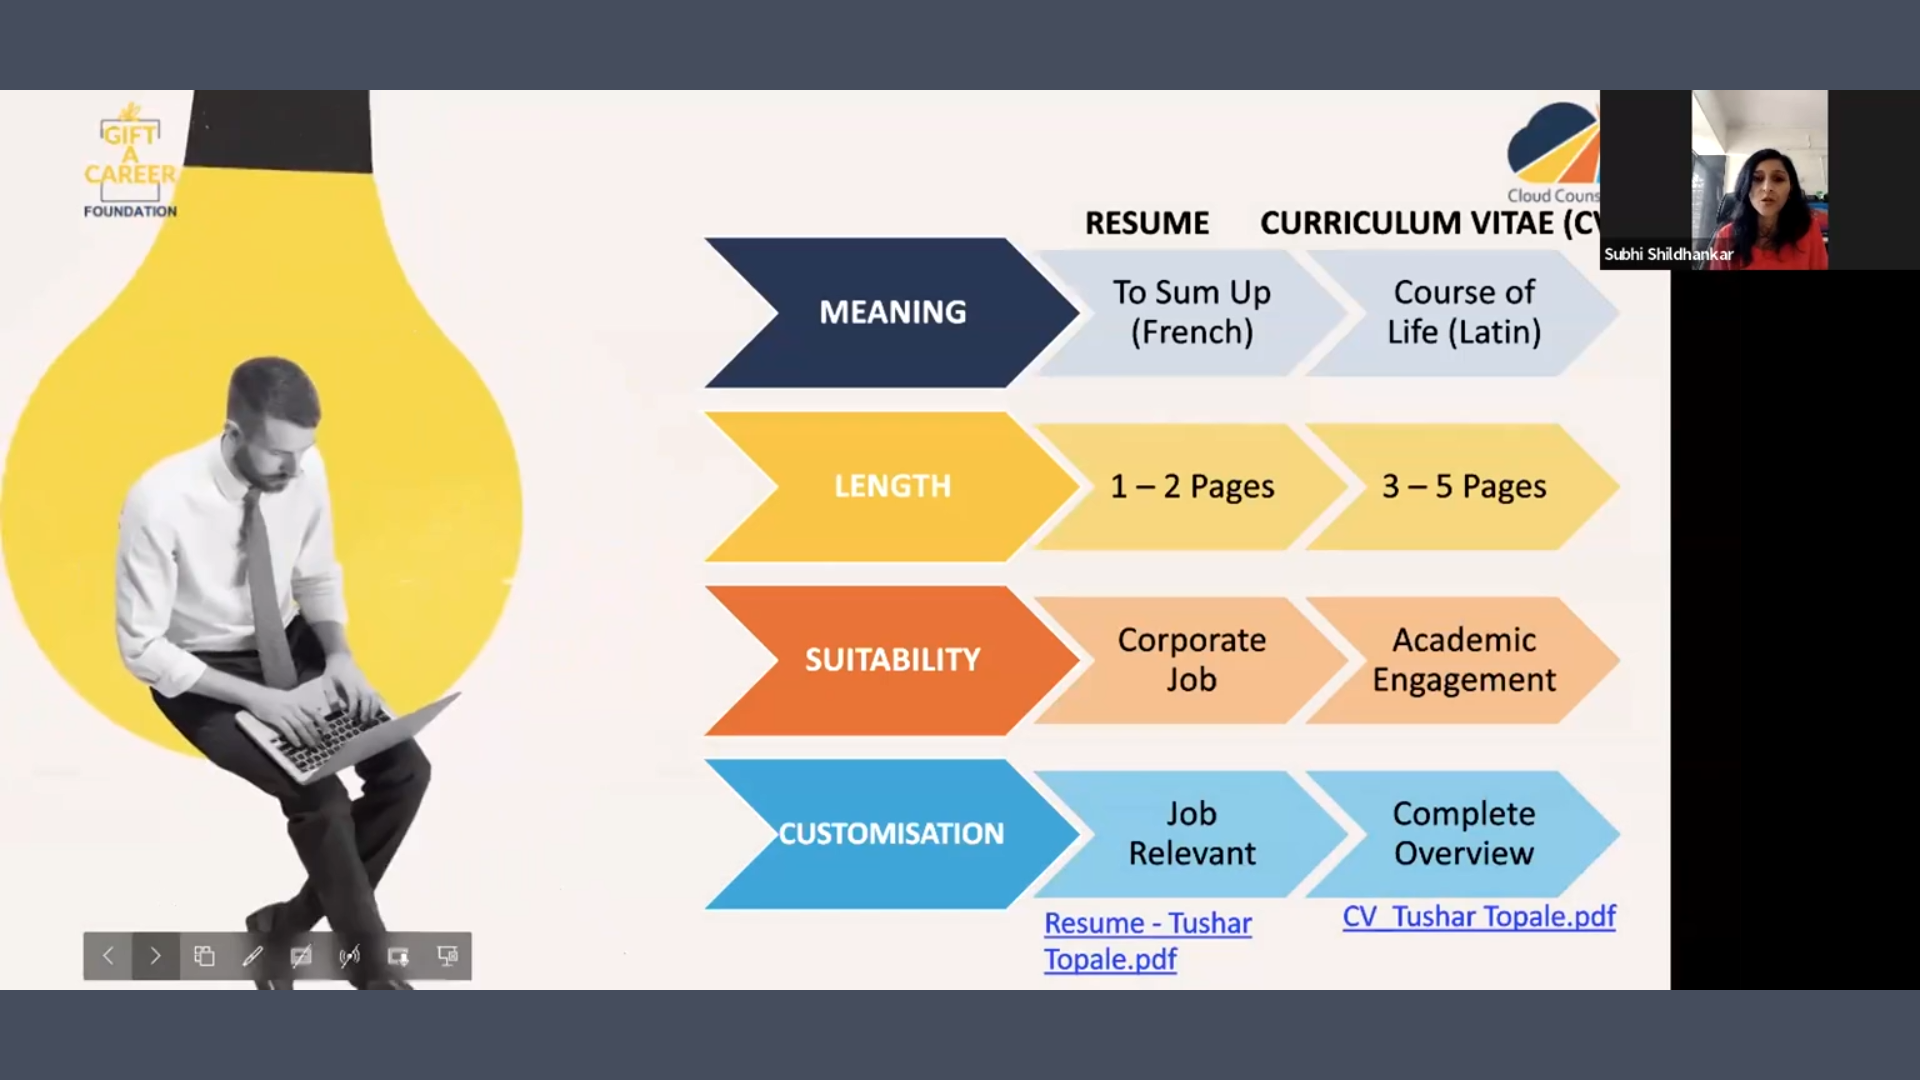 GIFT
A
CAREER
FOUNDATION
Cloud Couns
Subhi Shildhankar
RESUME CURRICULUM VITAE (CV
MEANING
To Sum Up
(French)
Course of
Life (Latin)
LENGTH
1 – 2 Pages
3 – 5 Pages
SUITABILITY
Corporate
Job
Academic
Engagement
CUSTOMISATION
Job
Relevant
Complete
Overview
Resume - Tushar
Topale.pdf
CV_Tushar Topale.pdf